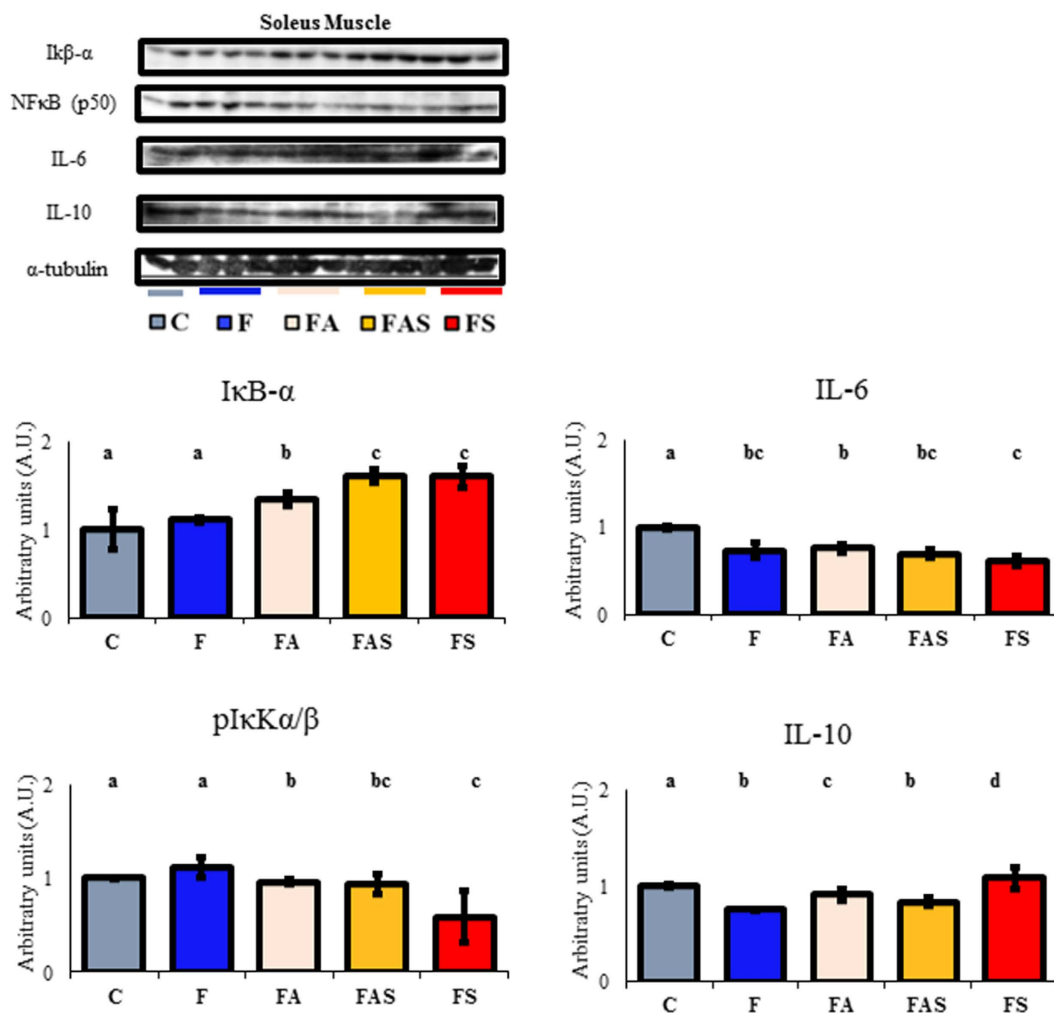 Soleus Muscle
Ikβ-α
NFκB (p50)
IL-6
IL-10
α-tubulin
C F FA FAS FS
IκB-α
Arbitratry units (A.U.)
2
1
0
a a b c c
C F FA FAS FS
IL-6
Arbitratry units (A.U.)
2
1
0
a bc b bc c
C F FA FAS FS
pIκKα/β
Arbitratry units (A.U.)
2
1
0
a a b bc c
C F FA FAS FS
IL-10
Arbitratry units (A.U.)
2
1
0
a b c b d
C F FA FAS FS